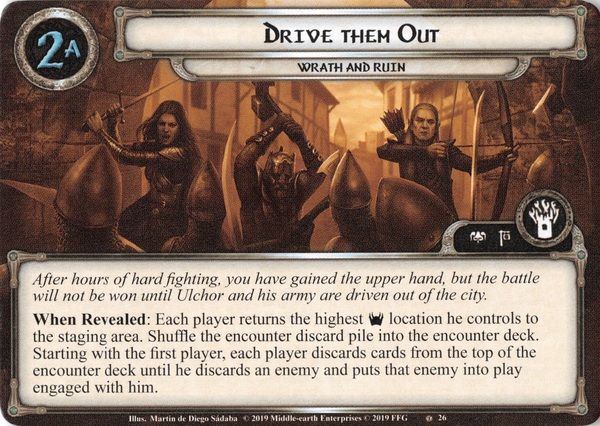 2A
DRIVE THEM OUT
WRATH AND RUIN
After hours of hard fighting, you have gained the upper hand, but the battle
will not be won until Ulchor and his army are driven out of the city.
When Revealed: Each player returns the highest location he controls
to the staging area. Shuffle the encounter discard pile into the encounter deck.
Starting with the first player, each player discards cards from the top of the
encounter deck until he discards an enemy and puts that enemy into play
engaged with him.
Illus. Martin de Diego Sádaba © 2019 Middle-earth Enterprises © 2019 FFG 26